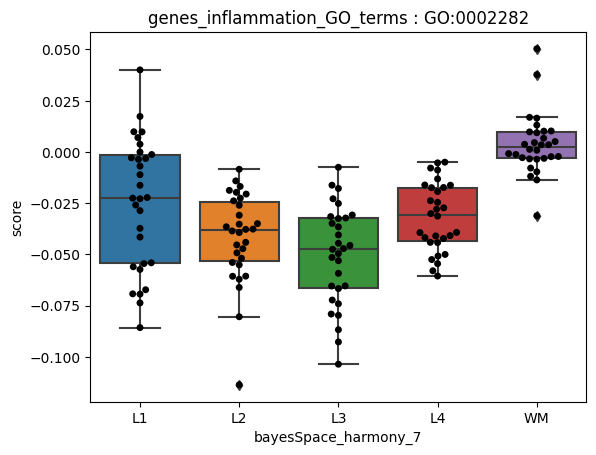 genes_inflammation_GO_terms : GO:0002282
0.050
0.025
0.000
−0.025
−0.050
−0.075
−0.100
score
L1 L2 L3 L4 WM
bayesSpace_harmony_7